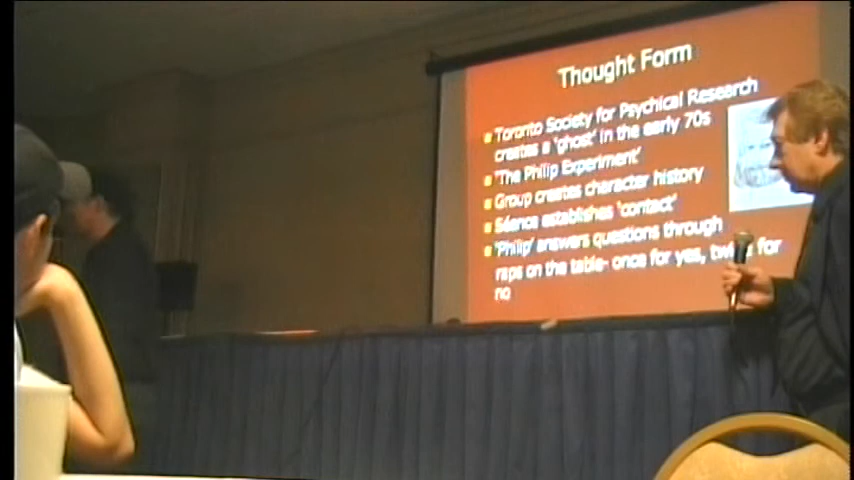 Thought Form
Toronto Society for Psychical Research
creates a 'ghost' in the early 70s
'The Philip Experiment'
Group creates character history
Séance establishes 'contact'
'Philip' answers questions through
raps on the table- once for yes, twice for
no